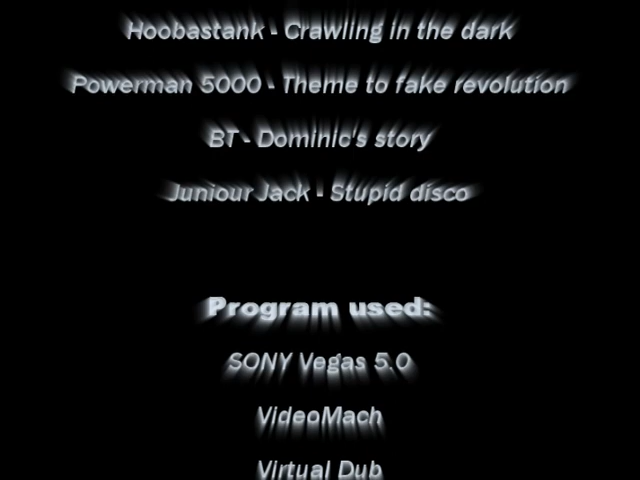 Hoobastank - Crawling in the dark
Powerman 5000 - Theme to fake revolution
BT - Dominic's story
Juniour Jack - Stupid disco
Program used:
SONY Vegas 5.0
VideoMach
Virtual Dub